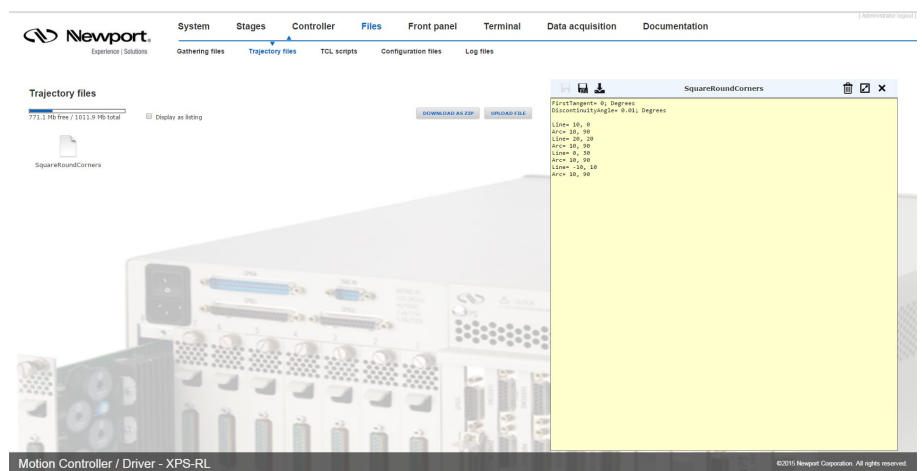 [ Administrator logout ]
Newport.
Experience | Solutions
System Stages Controller Files Front panel Terminal Data acquisition Documentation
Gathering files Trajectory files TCL scripts Configuration files Log files
Trajectory files
771.1 Mb free / 1011.9 Mb total
Display as listing
DOWNLOAD AS ZIP
UPLOAD FILE
SquareRoundCorners
SquareRoundCorners
FirstTangent= 0; Degrees
DiscontinuityAngle= 0.01; Degrees
Line= 10, 0
Arc= 10, 90
Line= 20, 20
Arc= 10, 90
Line= 0, 30
Arc= 10, 90
Line= -10, 10
Arc= 10, 90
Motion Controller / Driver - XPS-RL
©2015 Newport Corporation. All rights reserved